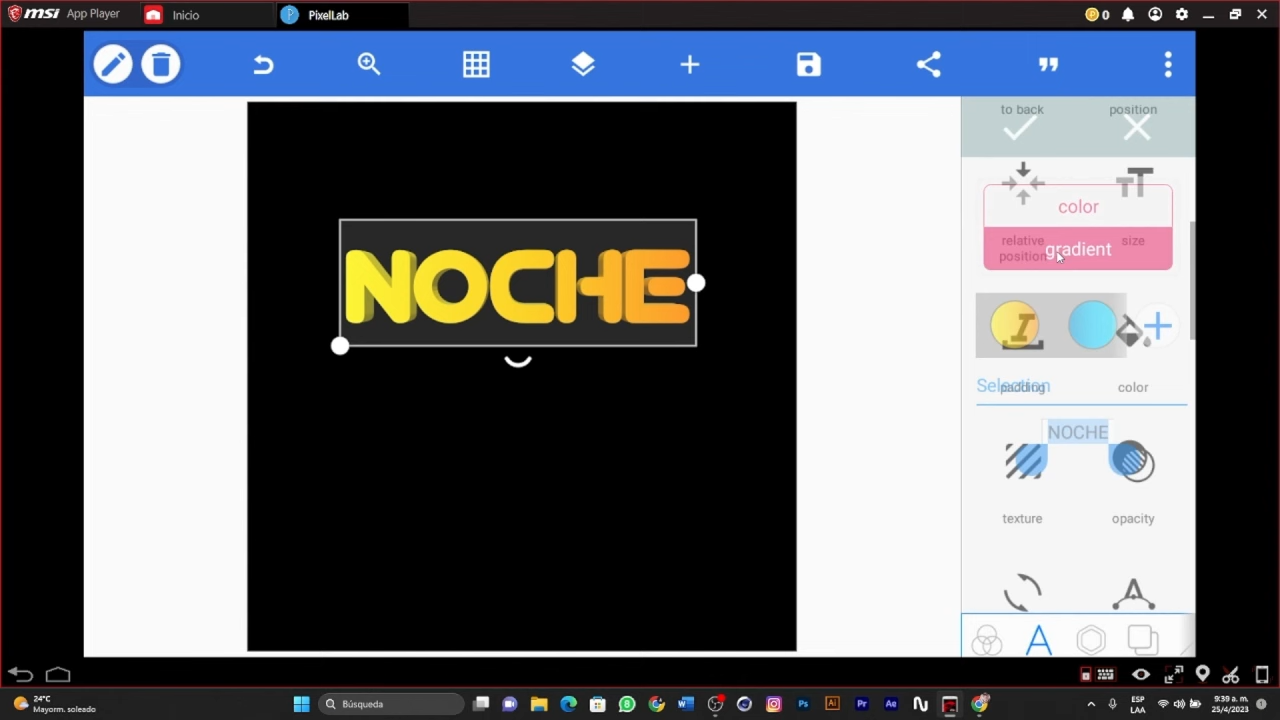 msi App Player
Inicio
PixelLab
0
NOCHE
to back
position
color
relative position
size
gradient
Selection
padding
color
NOCHE
texture
opacity
24°C
Mayorm. soleado
Búsqueda
ESP
LAA
9:39 a. m.
25/4/2023